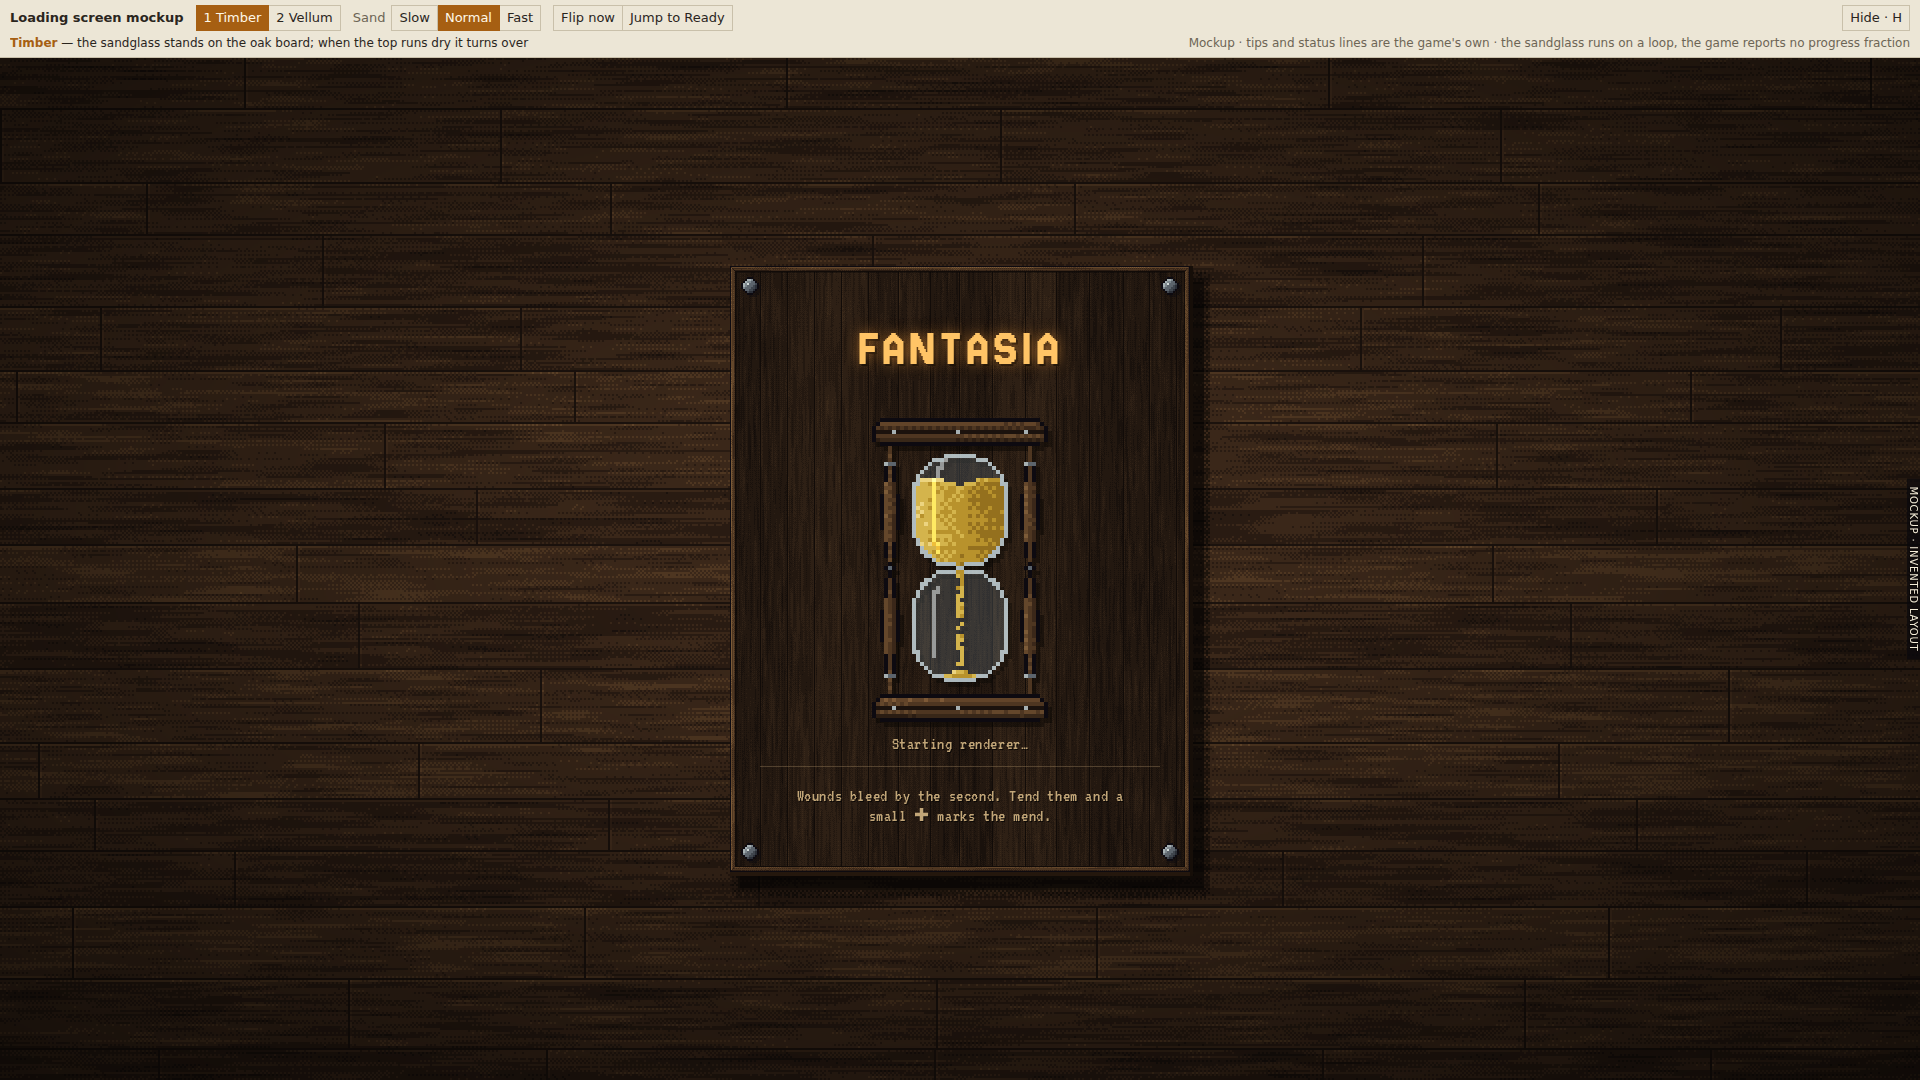 Loading screen mockup 1 Timber 2 Vellum Sand Slow Normal Fast Flip now Jump to Ready Hide · H
Timber — the sandglass stands on the oak board; when the top runs dry it turns over
Mockup · tips and status lines are the game's own · the sandglass runs on a loop, the game reports no progress fraction
FANTASIA
MOCKUP · INVENTED LAYOUT
Starting renderer…
Wounds bleed by the second. Tend them and a
small ✚ marks the mend.